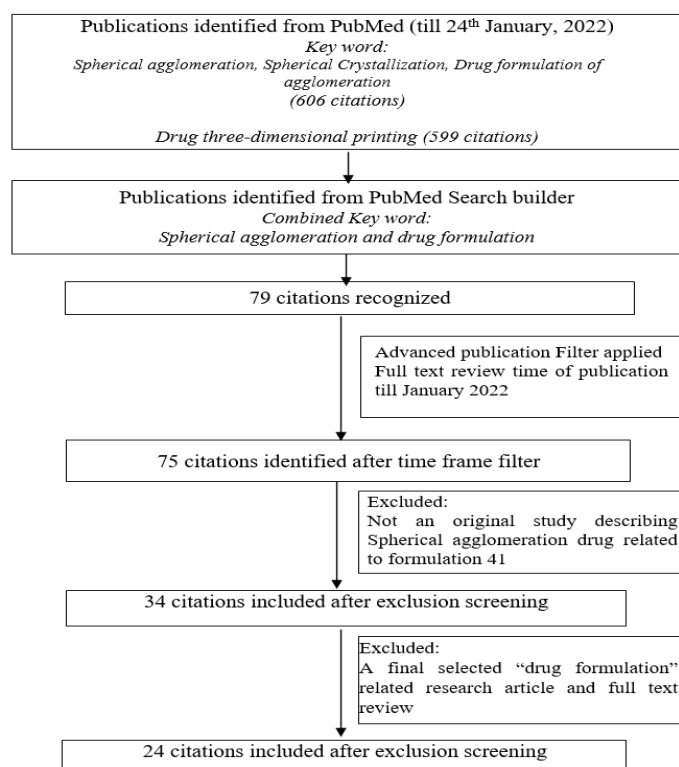 Publications identified from PubMed (till 24th January, 2022)
Key word:
Spherical agglomeration, Spherical Crystallization, Drug formulation of
agglomeration
(606 citations)
Drug three-dimensional printing (599 citations)
Publications identified from PubMed Search builder
Combined Key word:
Spherical agglomeration and drug formulation
79 citations recognized
Advanced publication Filter applied
Full text review time of publication
till January 2022
75 citations identified after time frame filter
Excluded:
Not an original study describing
Spherical agglomeration drug related
to formulation 41
34 citations included after exclusion screening
Excluded:
A final selected “drug formulation”
related research article and full text
review
24 citations included after exclusion screening